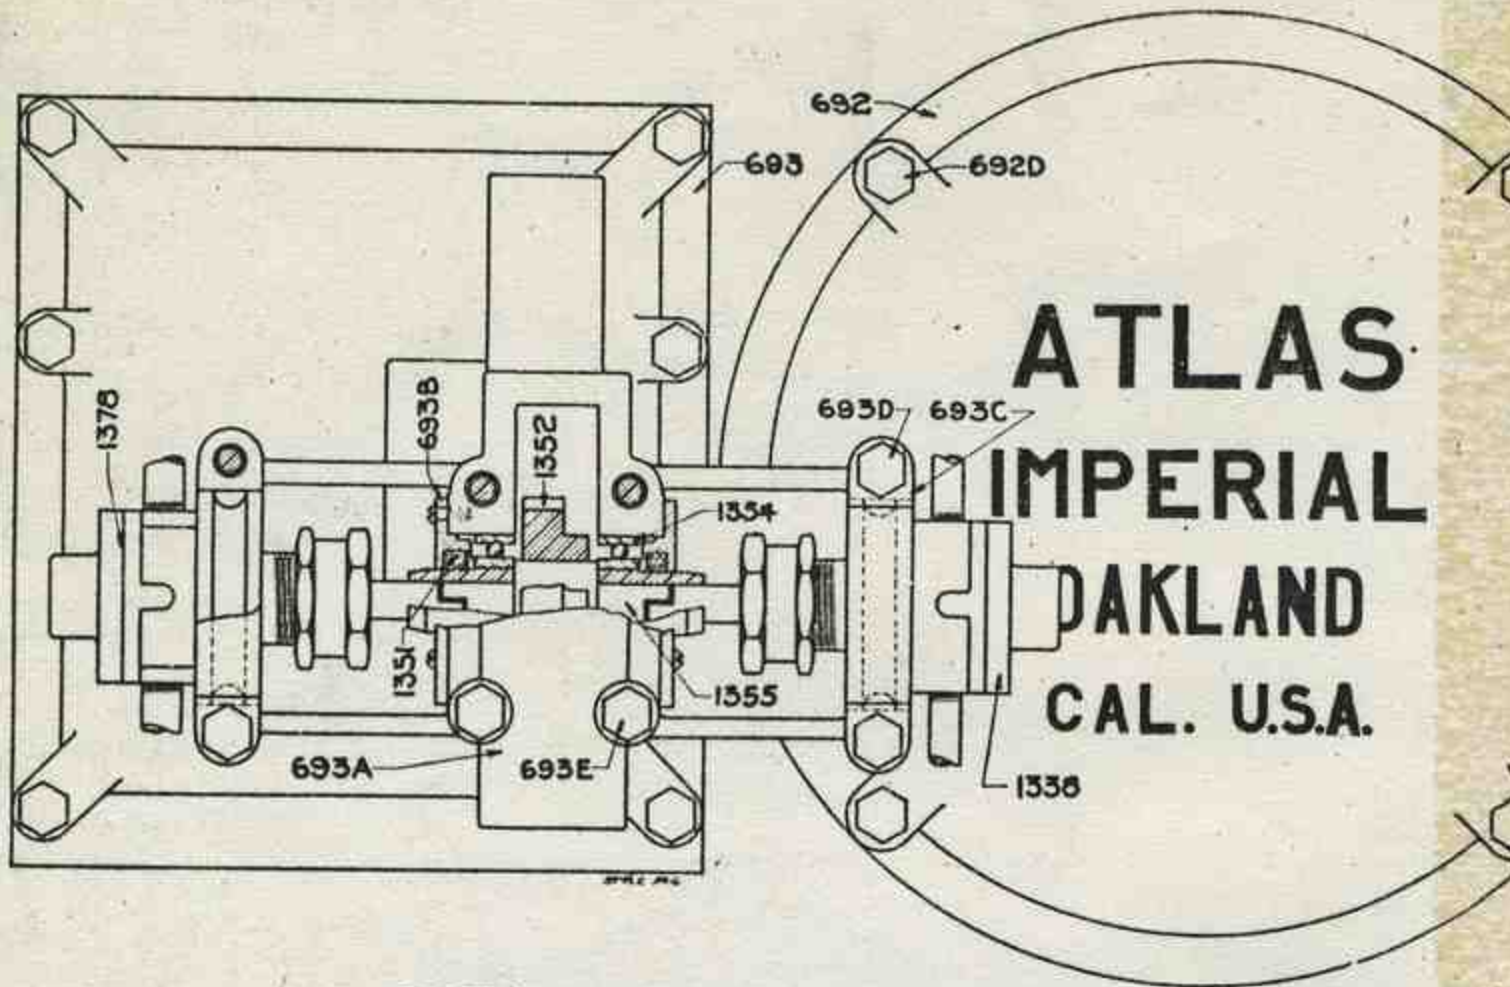 692
693
692D
ATLAS
IMPERIAL
OAKLAND
CAL. U.S.A.
693D
693C
1378
693B
1352
1354
1351
1355
693A
693E
1338